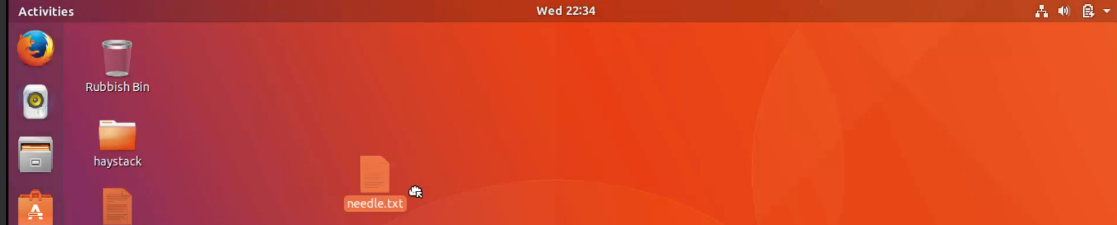 Activities
Wed 22:34
Rubbish Bin
haystack
needle.txt